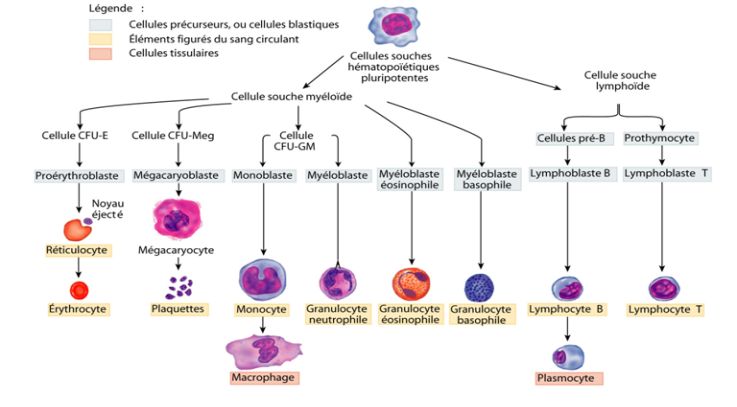 Légende :
Cellules précurseurs, ou cellules blastiques
Éléments figurés du sang circulant
Cellules tissulaires
Cellules souches
hématopoïétiques
pluripotentes
Cellule souche
lymphoïde
Cellule souche myéloïde
Cellule CFU-E
Cellule CFU-Meg
Cellule
CFU-GM
Cellules pré-B
Prothymocyte
Proérythroblaste
Mégacaryoblaste
Monoblaste
Myéloblaste
Myéloblaste
éosinophile
Myéloblaste
basophile
Lymphoblaste B
Lymphoblaste T
Noyau
éjecté
Réticulocyte
Mégacaryocyte
Érythrocyte
Plaquettes
Monocyte
Granulocyte
neutrophile
Granulocyte
éosinophile
Granulocyte
basophile
Lymphocyte B
Lymphocyte T
Macrophage
Plasmocyte